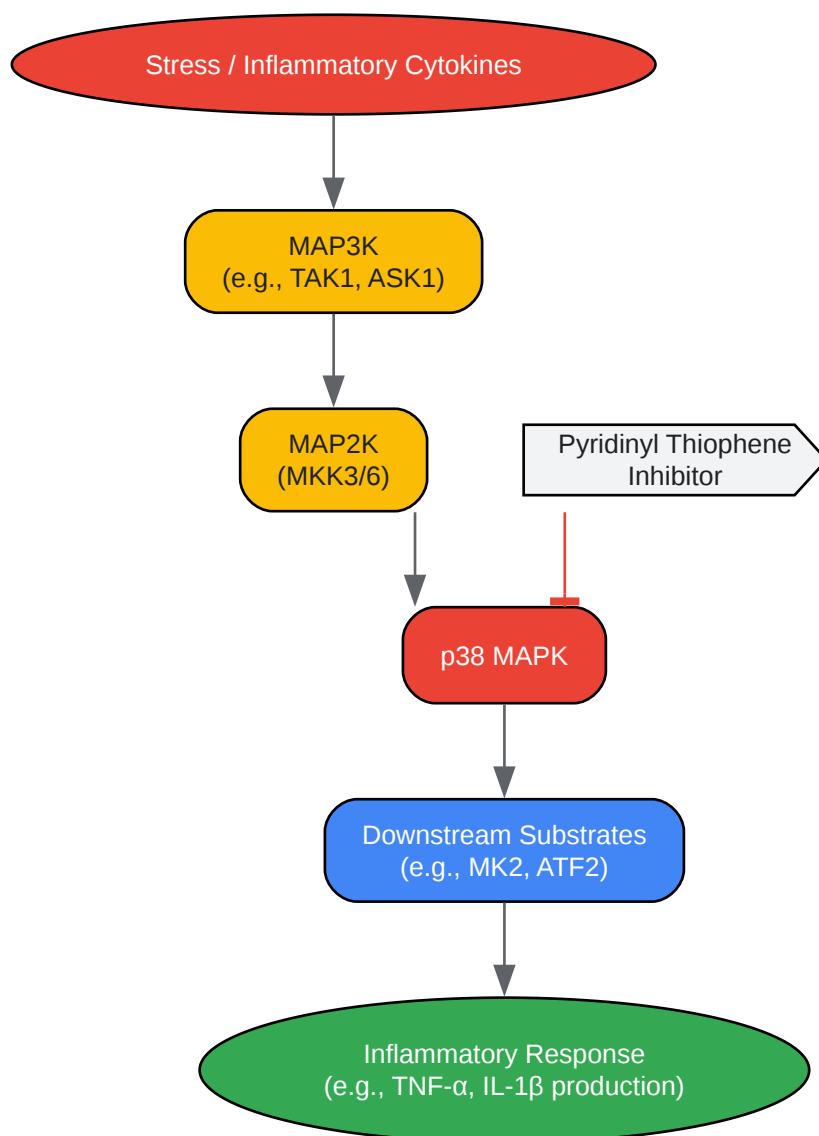 Stress / Inflammatory Cytokines
MAP3K
(e.g., TAK1, ASK1)
MAP2K
(MKK3/6)
Pyridinyl Thiophene
Inhibitor
p38 MAPK
Downstream Substrates
(e.g., MK2, ATF2)
Inflammatory Response
(e.g., TNF-α, IL-1β production)